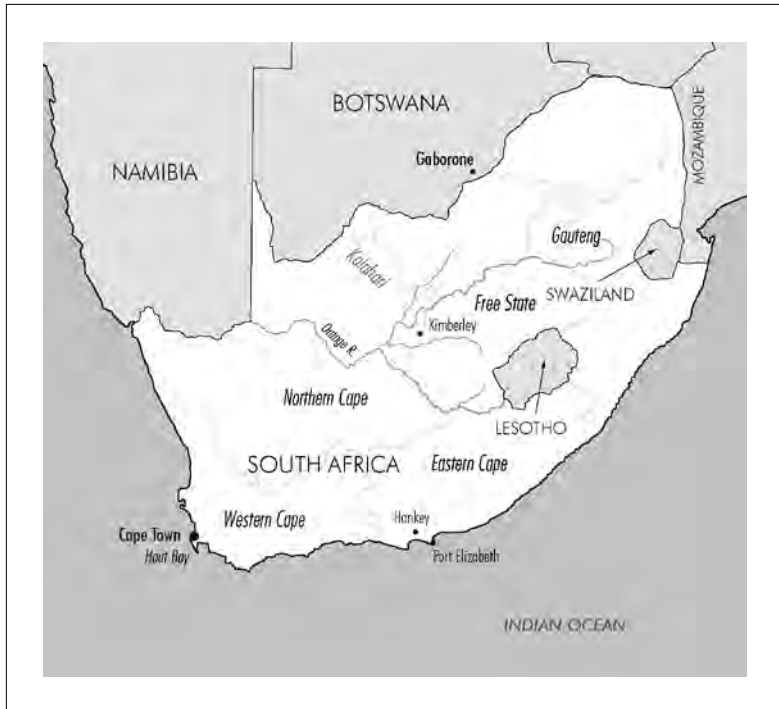 BOTSWANA
MOZAMBIQUE
NAMIBIA
Gaborone
Gauteng
Kalahari
SWAZILAND
Free State
Kimberley
Orange R.
Northern Cape
LESOTHO
SOUTH AFRICA
Eastern Cape
Western Cape
Hankey
Cape Town
Hout Bay
Port Elizabeth
INDIAN OCEAN